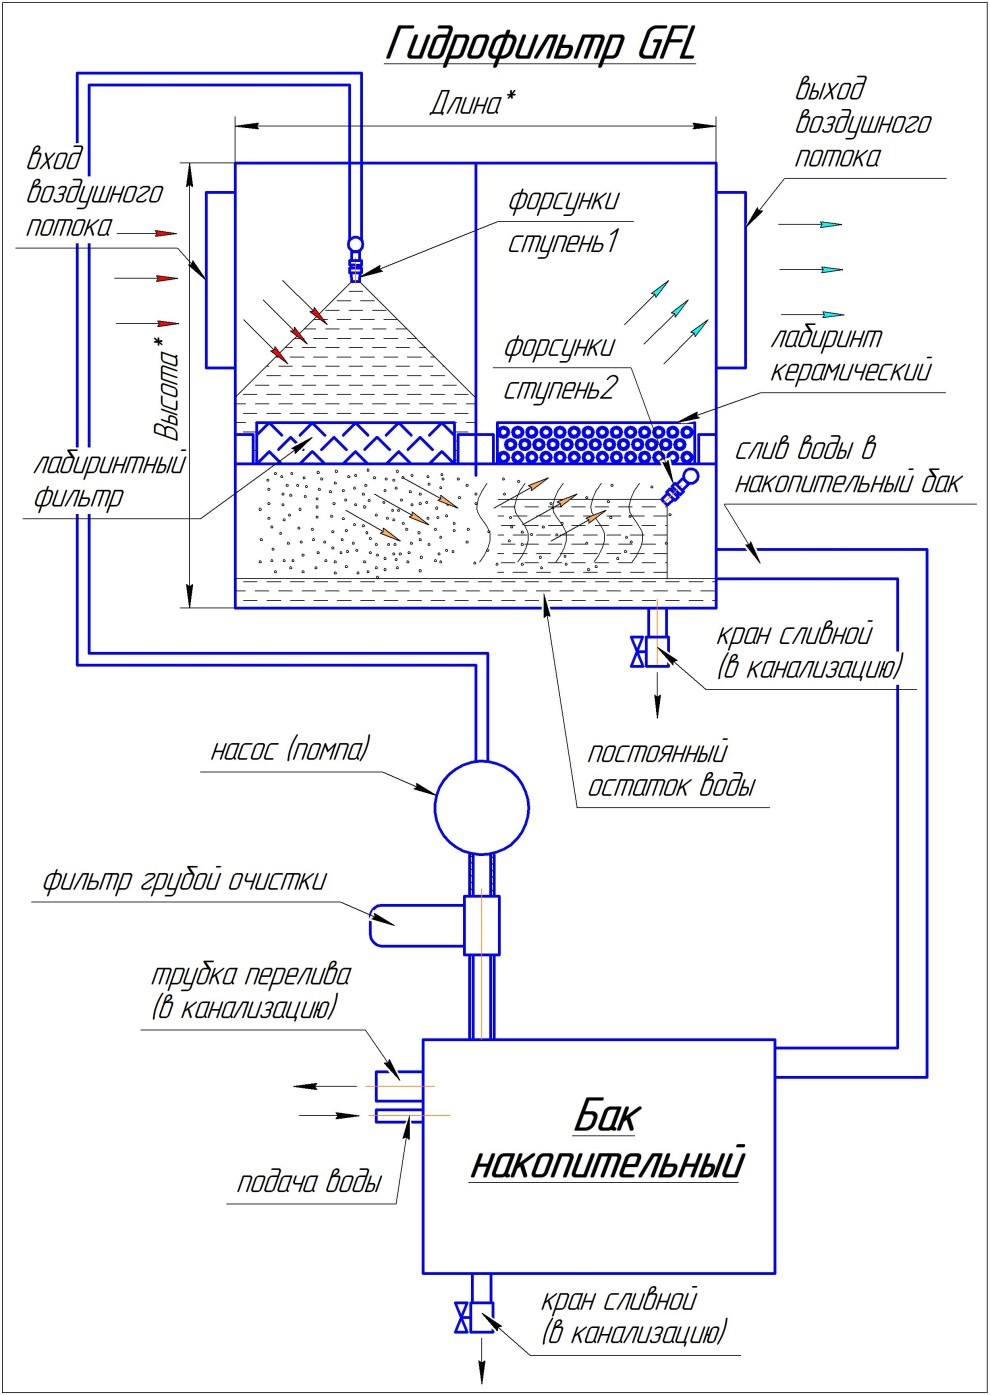 Гидрофильтр GFL
Длина*
выход
воздушного
потока
вход
воздушного
потока
форсунки
ступень1
Высота*
форсунки
ступень2
лабиринт
керамический
лабиринтный
фильтр
слив воды в
накопительный бак
кран сливной
(в канализацию)
насос (помпа)
постоянный
остаток воды
фильтр грубой очистки
трубка перелива
(в канализацию)
Бак
накопительный
подача воды
кран сливной
(в канализацию)